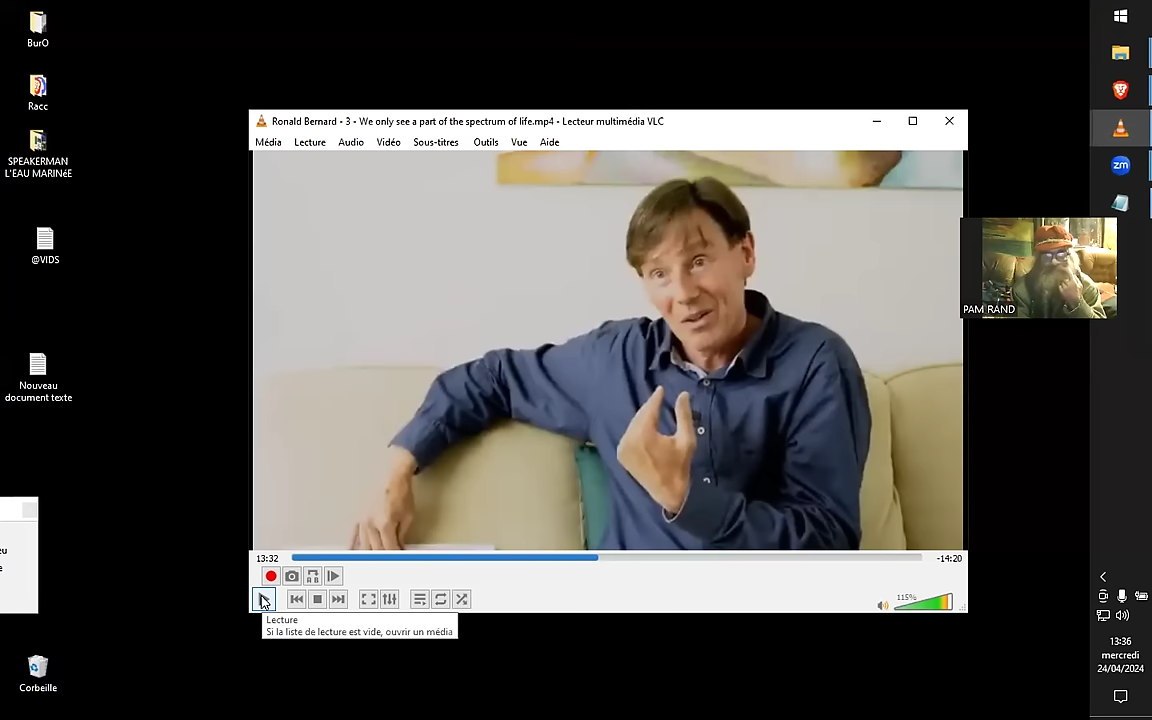 BurO
Racc
SPEAKERMAN
L'EAU MARINéE
@VIDS
Nouveau
document texte
Corbeille
Ronald Bernard - 3 - We only see a part of the spectrum of life.mp4 - Lecteur multimédia VLC
Média Lecture Audio Vidéo Sous-titres Outils Vue Aide
13:32 -14:20
A B
115%
Lecture
Si la liste de lecture est vide, ouvrir un média
zm
PAM RAND
13:36
mercredi
24/04/2024
eu
e